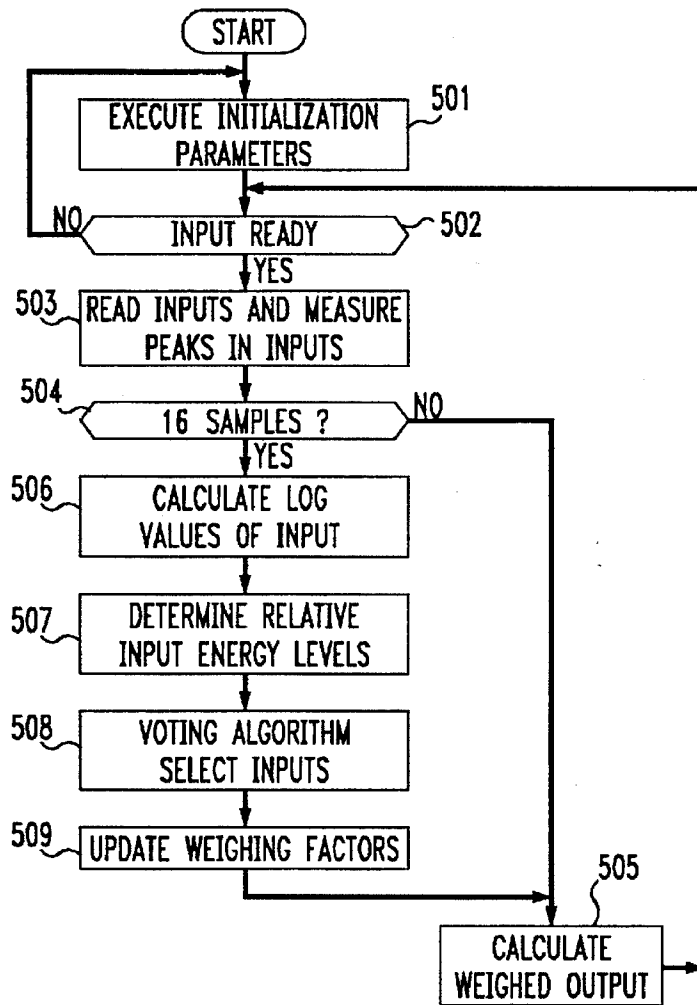 START
501
EXECUTE INITIALIZATION
PARAMETERS
NO
INPUT READY
502
YES
503
READ INPUTS AND MEASURE
PEAKS IN INPUTS
504
16 SAMPLES ?
NO
YES
506
CALCULATE LOG
VALUES OF INPUT
507
DETERMINE RELATIVE
INPUT ENERGY LEVELS
508
VOTING ALGORITHM
SELECT INPUTS
509
UPDATE WEIGHING FACTORS
505
CALCULATE
WEIGHED OUTPUT